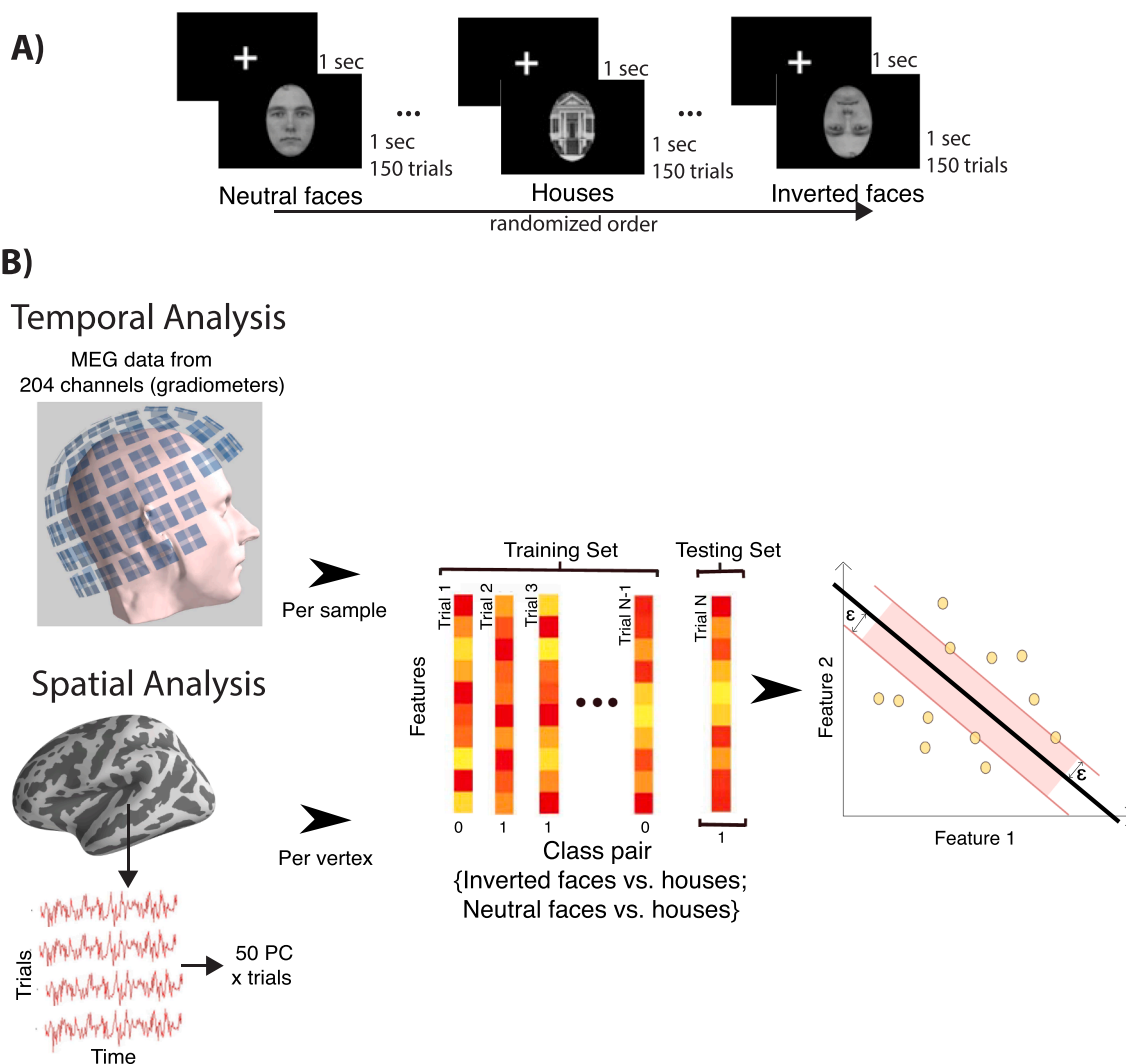 A)
1 sec
1 sec
1 sec
...
...
1 sec
150 trials
1 sec
150 trials
1 sec
150 trials
Neutral faces
Houses
Inverted faces
randomized order
B)
Temporal Analysis
MEG data from
204 channels (gradiometers)
Per sample
Spatial Analysis
Per vertex
Trials
Time
50 PC
x trials
Training Set
Testing Set
Trial 1
Trial 2
Trial 3
...
Trial N-1
Trial N
Features
0
1
1
0
1
Class pair
{Inverted faces vs. houses;
Neutral faces vs. houses}
Feature 2
ε
ε
Feature 1